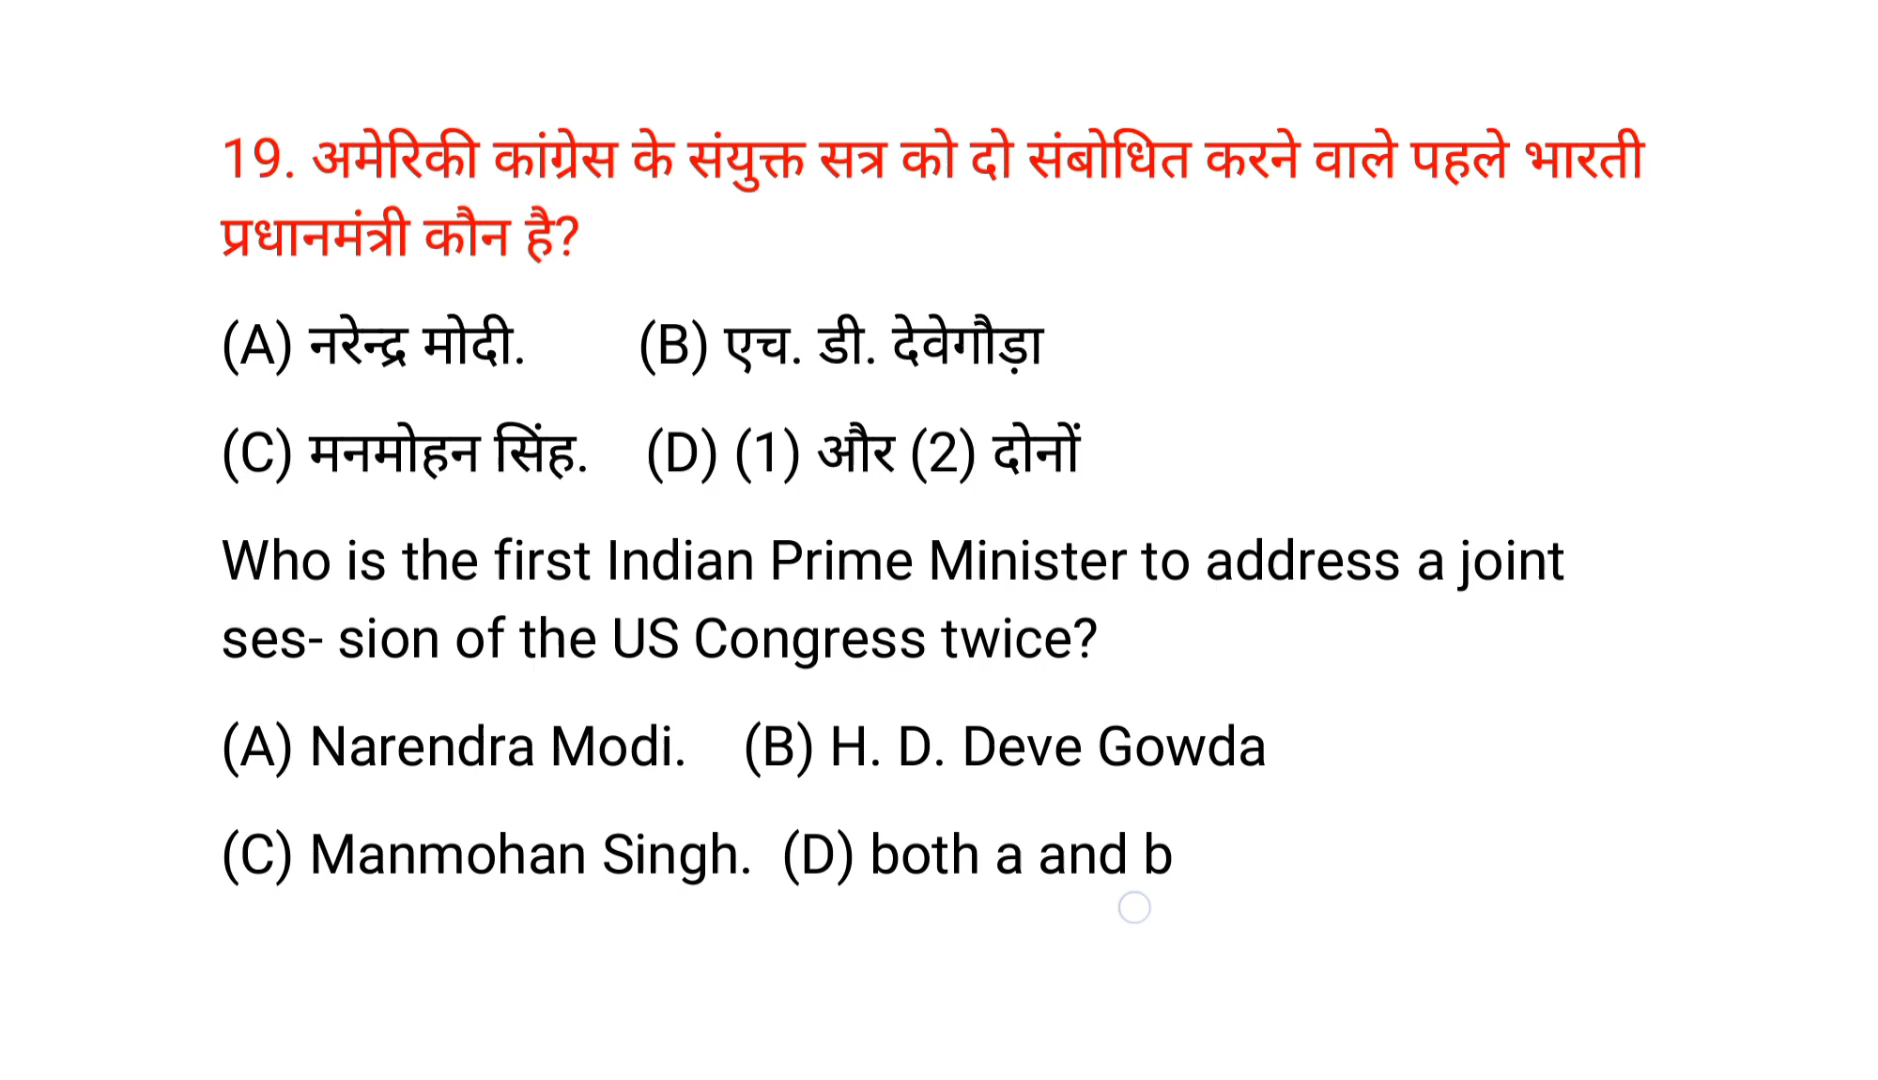 19. अमेरिकी कांग्रेस के संयुक्त सत्र को दो संबोधित करने वाले पहले भारती
प्रधानमंत्री कौन है?
(A) नरेन्द्र मोदी. (B) एच. डी. देवेगौड़ा
(C) मनमोहन सिंह. (D) (1) और (2) दोनों
Who is the first Indian Prime Minister to address a joint
ses- sion of the US Congress twice?
(A) Narendra Modi. (B) H. D. Deve Gowda
(C) Manmohan Singh. (D) both a and b